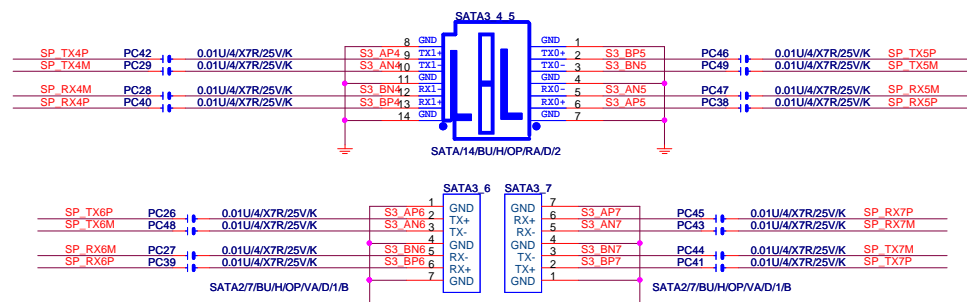 SATA3_4_5
8 GND GND 1
SP_TX4P PC42 0.01U/4/X7R/25V/K S3_AP4 9 TX1+ TX0+ 2 S3_BP5 PC46 0.01U/4/X7R/25V/K SP_TX5P
SP_TX4M PC29 0.01U/4/X7R/25V/K S3_AN4 10 TX1- TX0- 3 S3_BN5 PC49 0.01U/4/X7R/25V/K SP_TX5M
11 GND GND 4
SP_RX4M PC28 0.01U/4/X7R/25V/K S3_BN4 12 RX1- RX0- 5 S3_AN5 PC47 0.01U/4/X7R/25V/K SP_RX5M
SP_RX4P PC40 0.01U/4/X7R/25V/K S3_BP4 13 RX1+ RX0+ 6 S3_AP5 PC38 0.01U/4/X7R/25V/K SP_RX5P
14 GND GND 7
SATA/14/BU/H/OP/RA/D/2
SATA3_6 SATA3_7
1 GND GND 7
SP_TX6P PC26 0.01U/4/X7R/25V/K S3_AP6 2 TX+ RX+ 6 S3_AP7 PC45 0.01U/4/X7R/25V/K SP_RX7P
SP_TX6M PC48 0.01U/4/X7R/25V/K S3_AN6 3 TX- RX- 5 S3_AN7 PC43 0.01U/4/X7R/25V/K SP_RX7M
4 GND GND 4
SP_RX6M PC27 0.01U/4/X7R/25V/K S3_BN6 5 RX- TX- 3 S3_BN7 PC44 0.01U/4/X7R/25V/K SP_TX7M
SP_RX6P PC39 0.01U/4/X7R/25V/K S3_BP6 6 RX+ TX+ 2 S3_BP7 PC41 0.01U/4/X7R/25V/K SP_TX7P
7 GND GND 1
SATA2/7/BU/H/OP/VA/D/1/B SATA2/7/BU/H/OP/VA/D/1/B